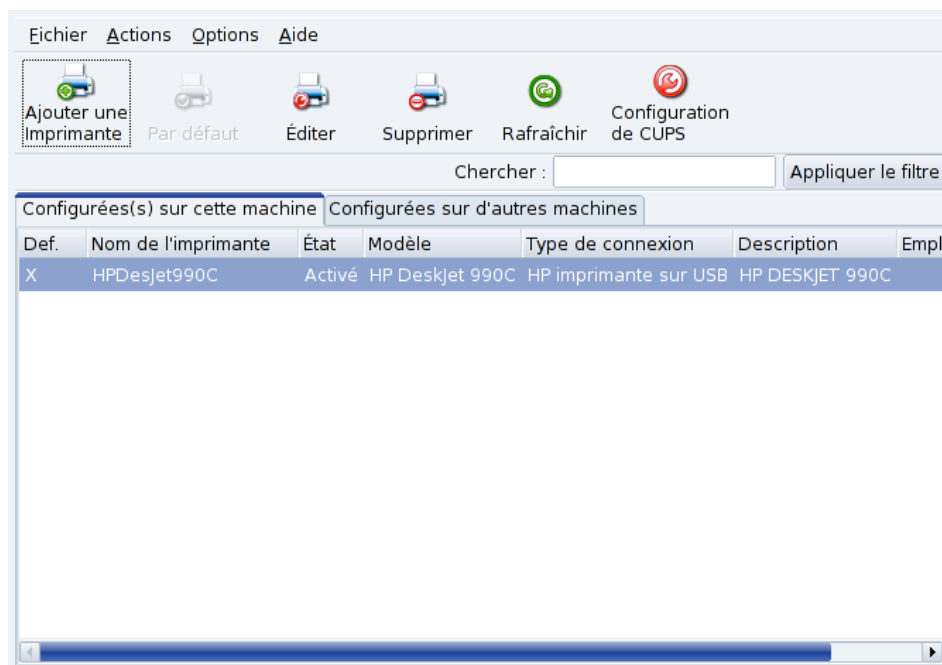 Fichier Actions Options Aide
Ajouter une
Imprimante
Par défaut
Éditer
Supprimer
Rafraîchir
Configuration
de CUPS
Chercher :
Appliquer le filtre
Configurées(s) sur cette machine
Configurées sur d'autres machines
Def. Nom de l'imprimante État Modèle Type de connexion Description Empl
X HPDesJet990C Activé HP DeskJet 990C HP imprimante sur USB HP DESKJET 990C